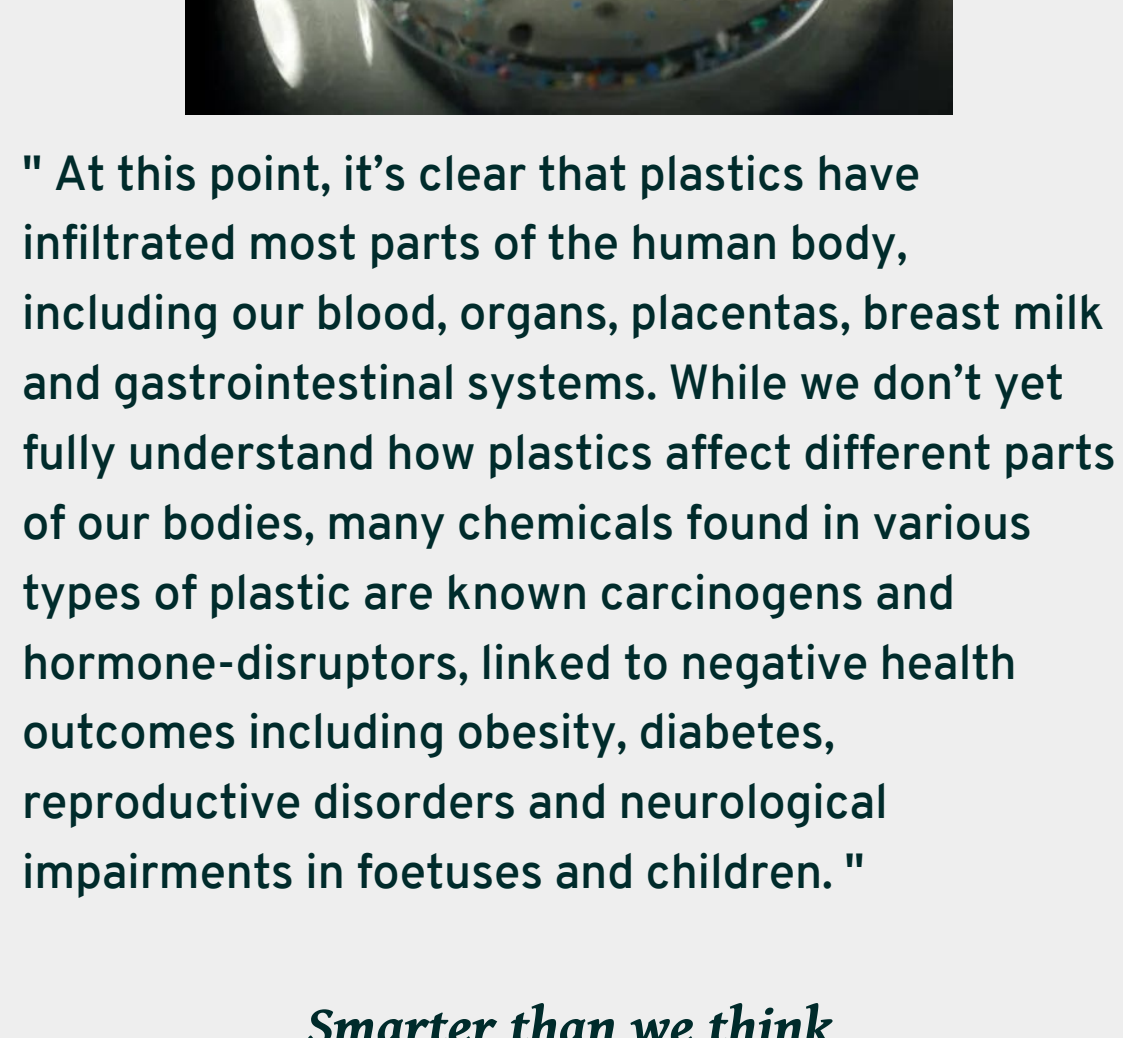 " At this point, it’s clear that plastics have
infiltrated most parts of the human body,
including our blood, organs, placentas, breast milk
and gastrointestinal systems. While we don’t yet
fully understand how plastics affect different parts
of our bodies, many chemicals found in various
types of plastic are known carcinogens and
hormone-disruptors, linked to negative health
outcomes including obesity, diabetes,
reproductive disorders and neurological
impairments in foetuses and children. "
Smarter than we think